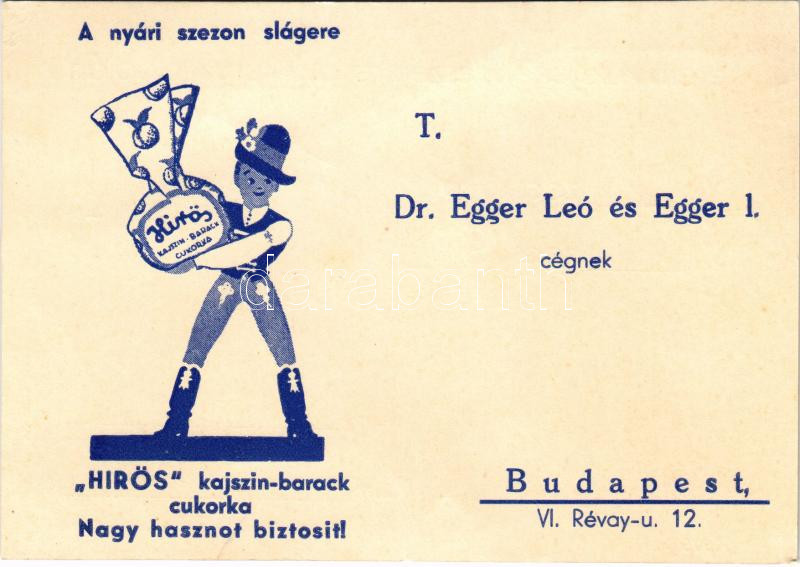 A nyári szezon slágere
Hirös
KAJSZIN-BARACK
CUKORKA
„HIRÖS" kajszin-barack
cukorka
Nagy hasznot biztosit!
T.
Dr. Egger Leó és Egger I.
cégnek
darabanth
Budapest,
VI. Révay-u. 12.